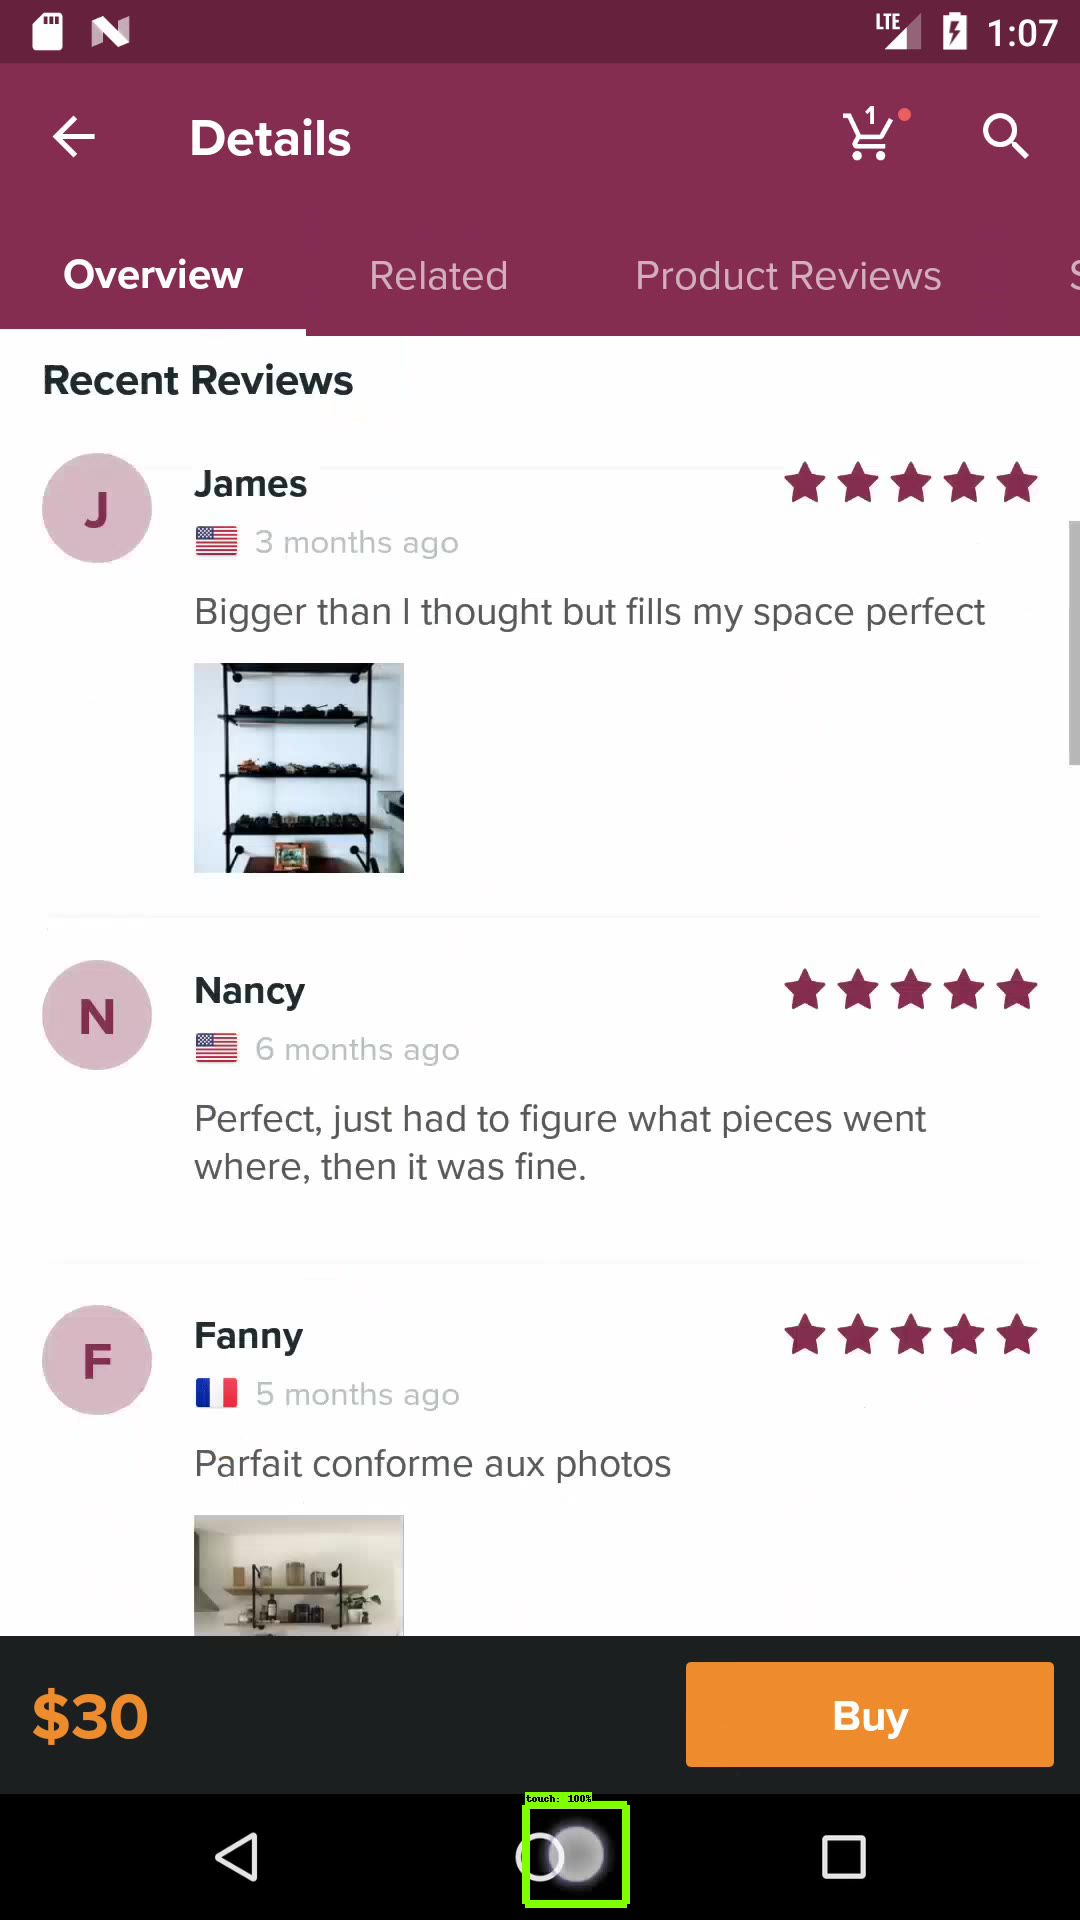 LTE 1:07
Details
1
Overview Related Product Reviews
Recent Reviews
J
James
3 months ago
Bigger than I thought but fills my space perfect
N
Nancy
6 months ago
Perfect, just had to figure what pieces went
where, then it was fine.
F
Fanny
5 months ago
Parfait conforme aux photos
$30
Buy
touch: 100%